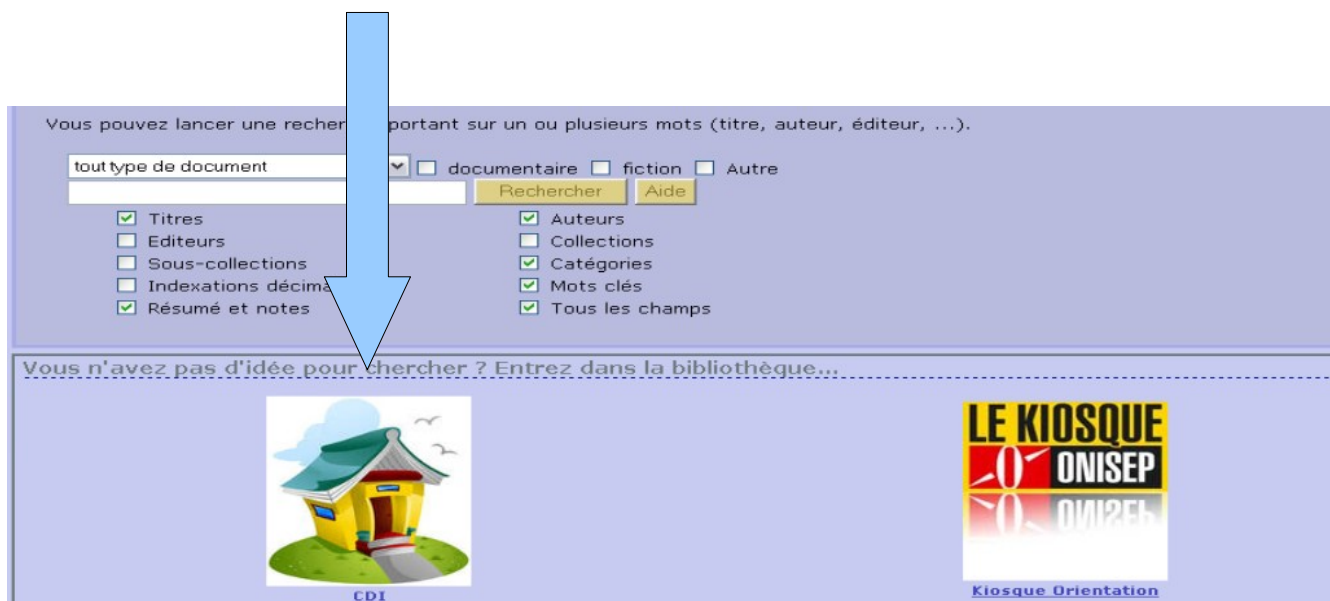 Vous pouvez lancer une recher portant sur un ou plusieurs mots (titre, auteur, éditeur, ...).
tout type de document documentaire fiction Autre
Rechercher Aide
Titres Auteurs
Editeurs Collections
Sous-collections Catégories
Indexations décima Mots clés
Résumé et notes Tous les champs
Vous n'avez pas d'idée pour chercher ? Entrez dans la bibliothèque...
LE KIOSQUE
ONISEP
CDI Kiosque Orientation